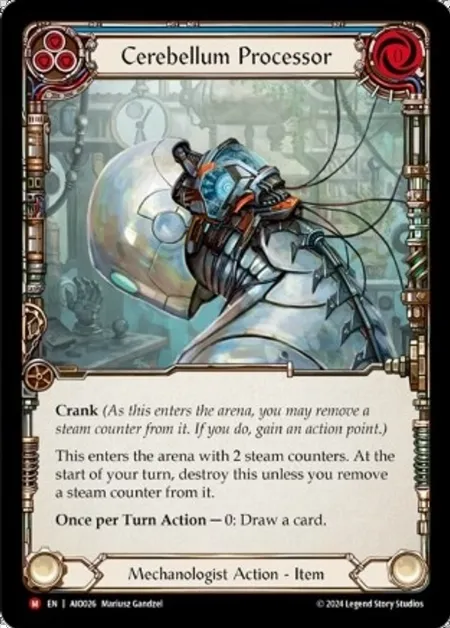 Cerebellum Processor
0
Crank (As this enters the arena, you may remove a
steam counter from it. If you do, gain an action point.)
This enters the arena with 2 steam counters. At the
start of your turn, destroy this unless you remove
a steam counter from it.
Once per Turn Action — 0: Draw a card.
Mechanologist Action - Item
M EN | AIO026 Mariusz Gandzel © 2024 Legend Story Studios